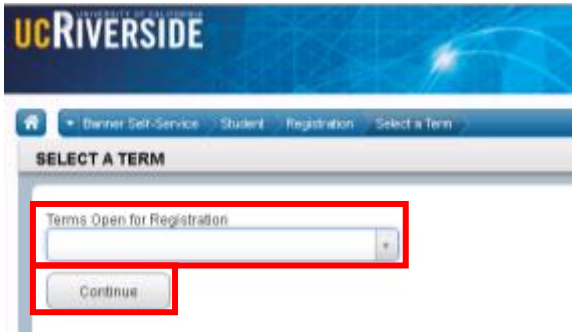 UNIVERSITY OF CALIFORNIA
UCRIVERSIDE
Banner Self-Service Student Registration Select a Term
SELECT A TERM
Terms Open for Registration
Continue